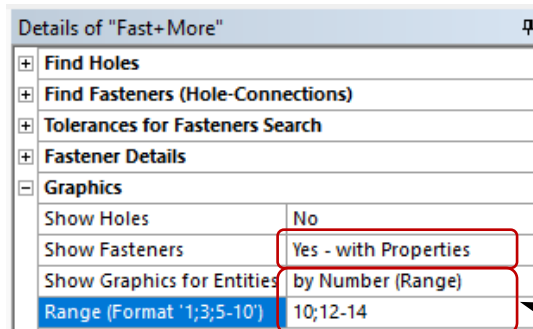 Details of "Fast+More"
Find Holes
Find Fasteners (Hole-Connections)
Tolerances for Fasteners Search
Fastener Details
Graphics
Show Holes No
Show Fasteners Yes - with Properties
Show Graphics for Entities by Number (Range)
Range (Format '1;3;5-10') 10;12-14